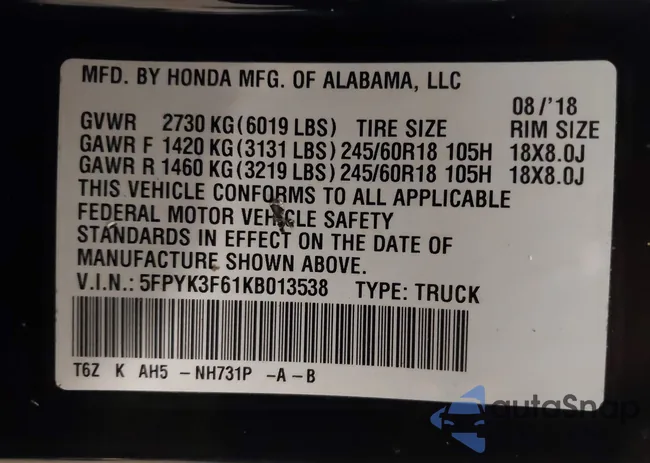 MFD. BY HONDA MFG. OF ALABAMA, LLC
08/'18
GVWR 2730 KG(6019 LBS) TIRE SIZE RIM SIZE
GAWR F 1420 KG(3131 LBS) 245/60R18 105H 18X8.0J
GAWR R 1460 KG(3219 LBS) 245/60R18 105H 18X8.0J
THIS VEHICLE CONFORMS TO ALL APPLICABLE
FEDERAL MOTOR VEHICLE SAFETY
STANDARDS IN EFFECT ON THE DATE OF
MANUFACTURE SHOWN ABOVE.
V.I.N.: 5FPYK3F61KB013538 TYPE: TRUCK
T6Z K AH5 -NH731P -A-B
autoSnap